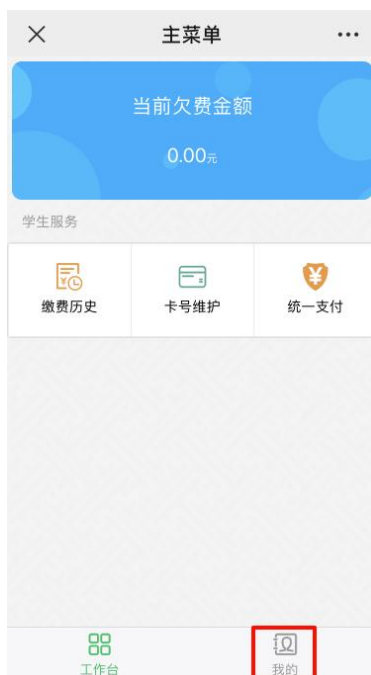 主菜单
当前欠费金额
0.00元
学生服务
缴费历史 卡号维护 统一支付
工作台 我的